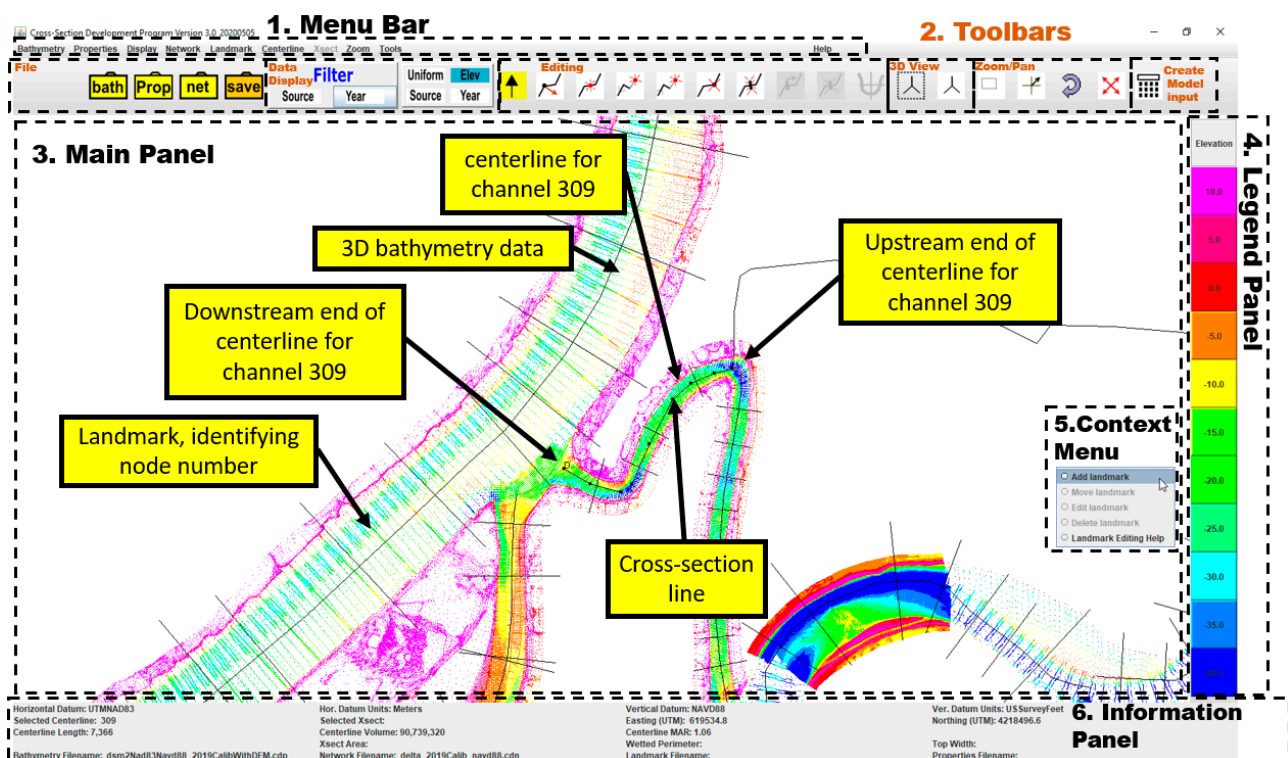 1. Menu Bar
Cross-Section Development Program Version 3.0 20200505
2. Toolbars
Bathymetry Properties Display Network Landmark Centerline Xsect Zoom Tools Help
File
bath Prop net save
Data
Display
Filter
Source Year
Uniform Elev
Source Year
Editing
3D View
Zoom/Pan
Create
Model
input
3. Main Panel
4. Legend Panel
Elevation
10.0
5.0
0.0
-5.0
-10.0
-15.0
-20.0
-25.0
-30.0
-35.0
-40.0
centerline for
channel 309
3D bathymetry data
Upstream end of
centerline for
channel 309
Downstream end of
centerline for
channel 309
Landmark, identifying
node number
Cross-section
line
5.Context
Menu
Add landmark
Move landmark
Edit landmark
Delete landmark
Landmark Editing Help
6. Information
Panel
Horizontal Datum: UTMNAD83 Hor. Datum Units: Meters Vertical Datum: NAVD88 Ver. Datum Units: USSurveyFeet
Selected Centerline: 309 Selected Xsect: Easting (UTM): 619534.8 Northing (UTM): 4218496.6
Centerline Length: 7,366 Centerline Volume: 90,739,320 Centerline MAR: 1.06
Xsect Area: Wetted Perimeter: Top Width:
Bathymetry Filename: dsm2Nad83Navd88_2019CalibWithDEM.cdp Network Filename: delta_2019Calib_navd88.cdn Landmark Filename: Properties Filename: